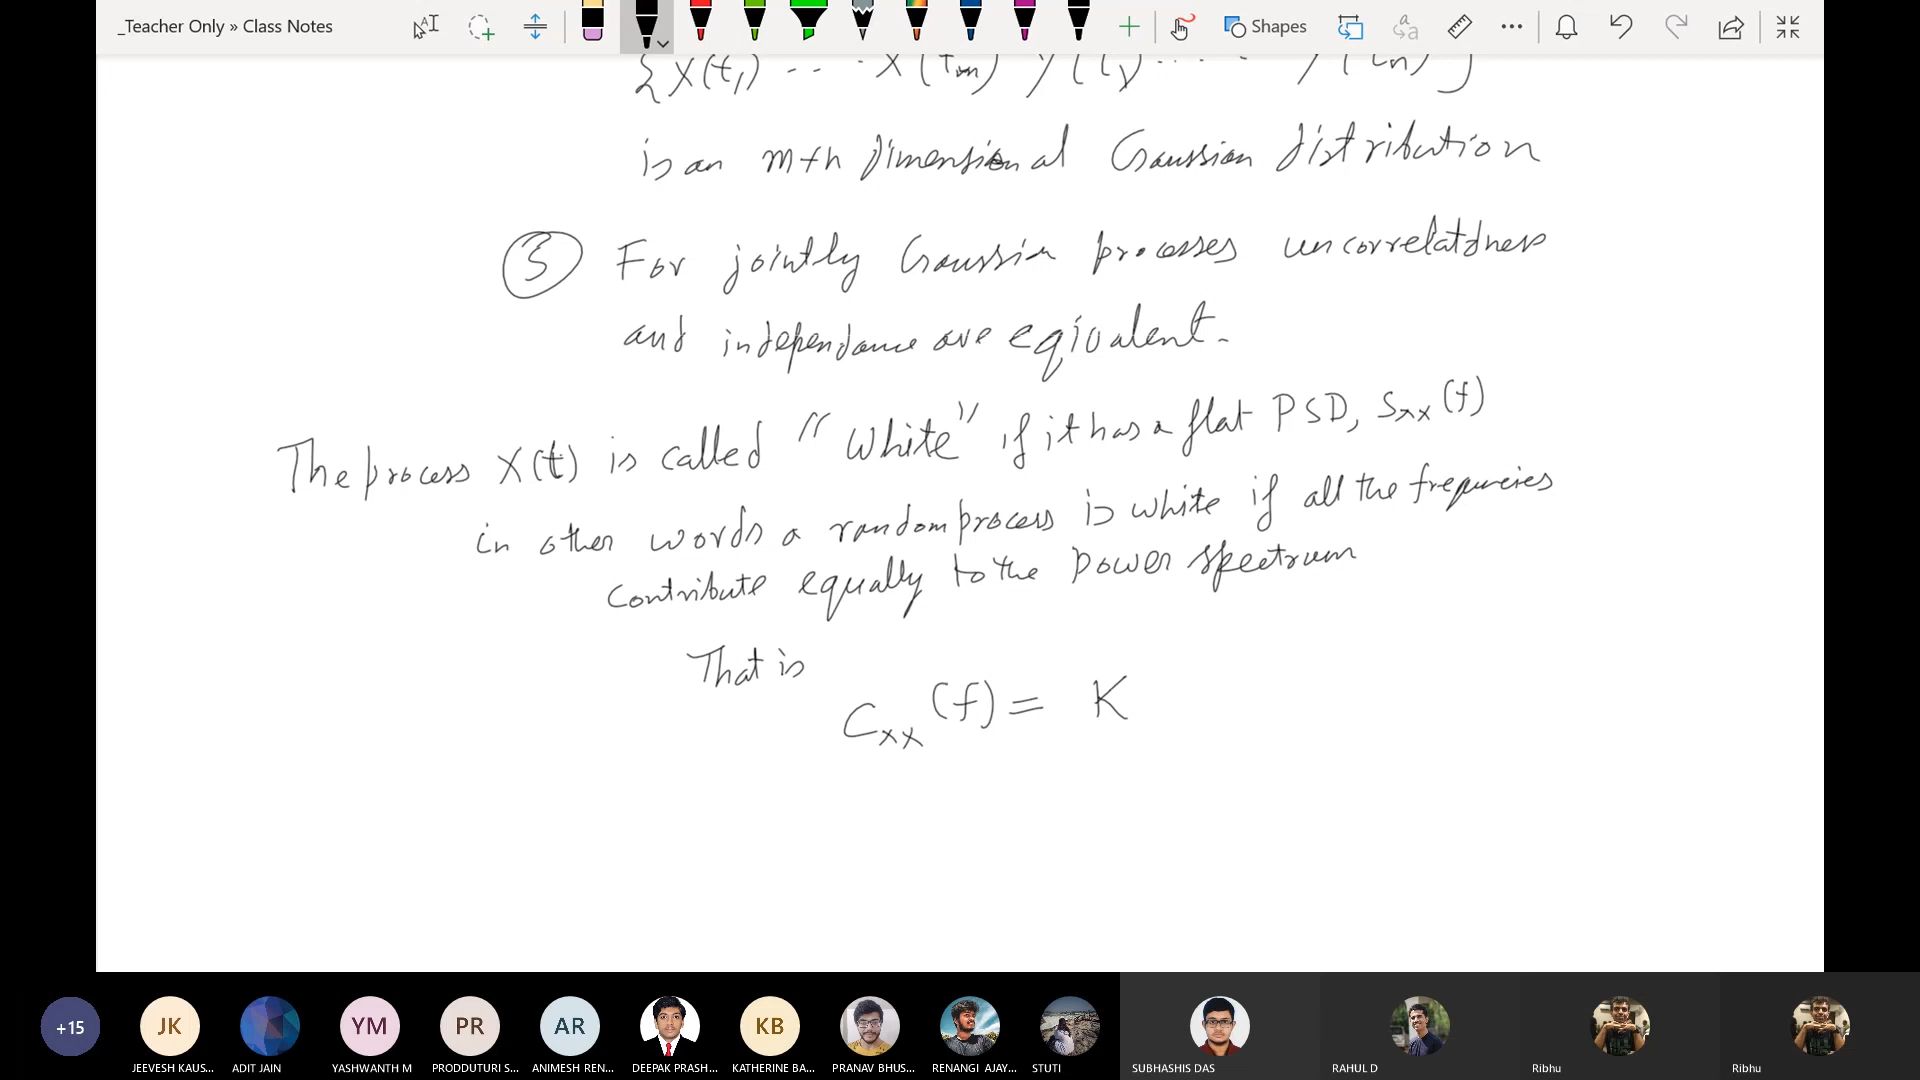 _Teacher Only » Class Notes
Shapes
{X(t1) -- - · X(tm) Y(
is an m+n Dimensional Gaussian distribution
5 For jointly Gaussian processes uncorrelatdness
and independance are eqivalent.
The process X(t) is called "White" if it has a flat PSD, Sxx(f)
in other words a random process is white if all the frequencies
contribute equally to the power spectrum
That is
Cxx(f) = K
+15
JK
YM
PR
AR
KB
JEEVESH KAUS...
ADIT JAIN
YASHWANTH M
PRODDUTURI S...
ANIMESH REN...
DEEPAK PRASH...
KATHERINE BA...
PRANAV BHUS...
RENANGI AJAY...
STUTI
SUBHASHIS DAS
RAHUL D
Ribhu
Ribhu